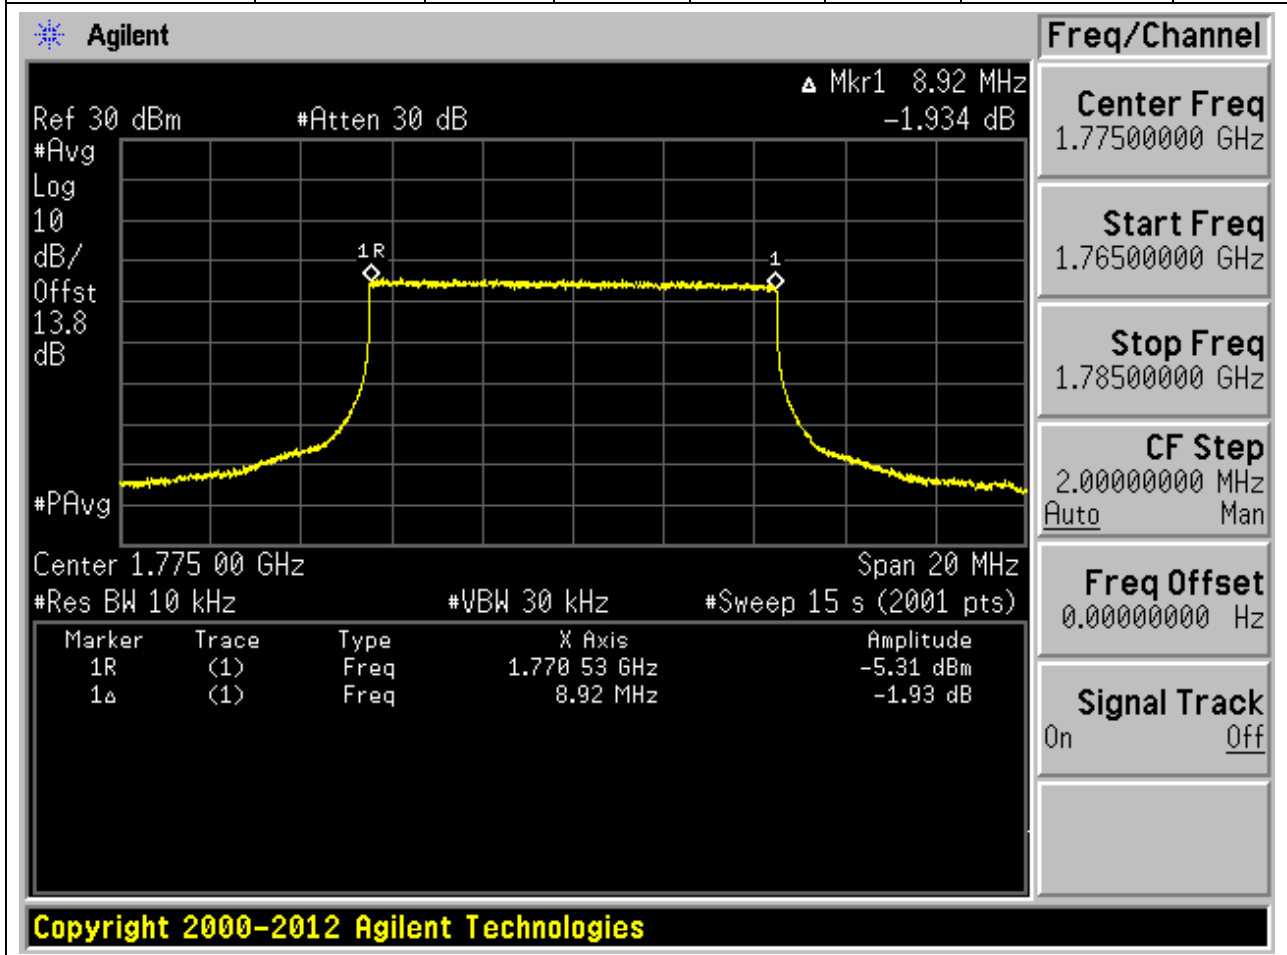 Agilent
Freq/Channel
Δ Mkr1 8.92 MHz
Ref 30 dBm #Atten 30 dB -1.934 dB
#Avg
Log
10
dB/
Offst
13.8
dB
1R
1
#PAvg
Center 1.775 00 GHz Span 20 MHz
#Res BW 10 kHz #VBW 30 kHz #Sweep 15 s (2001 pts)
Marker Trace Type X Axis Amplitude
1R (1) Freq 1.770 53 GHz -5.31 dBm
1Δ (1) Freq 8.92 MHz -1.93 dB
Center Freq
1.77500000 GHz
Start Freq
1.76500000 GHz
Stop Freq
1.78500000 GHz
CF Step
2.00000000 MHz
Auto Man
Freq Offset
0.00000000 Hz
Signal Track
On Off
Copyright 2000-2012 Agilent Technologies